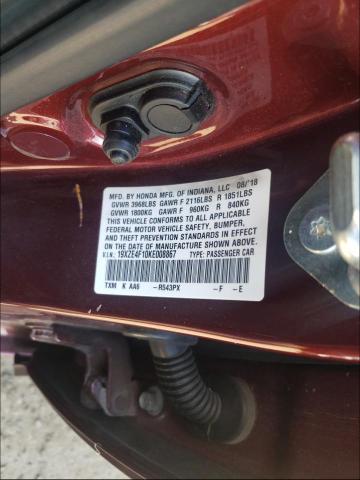 MFD. BY HONDA MFG. OF INDIANA, LLC 08/'18
GVWR 3968LBS GAWR F 2116LBS R 1851LBS
GVWR 1800KG GAWR F 960KG R 840KG
THIS VEHICLE CONFORMS TO ALL APPLICABLE
FEDERAL MOTOR VEHICLE SAFETY, BUMPER, AND
THEFT PREVENTION STANDARDS IN EFFECT ON
THE DATE OF MANUFACTURE SHOWN ABOVE.
V.I.N.: 19XZE4F10KE008867 TYPE: PASSENGER CAR
TXM K AA6 -R543PX -F -E